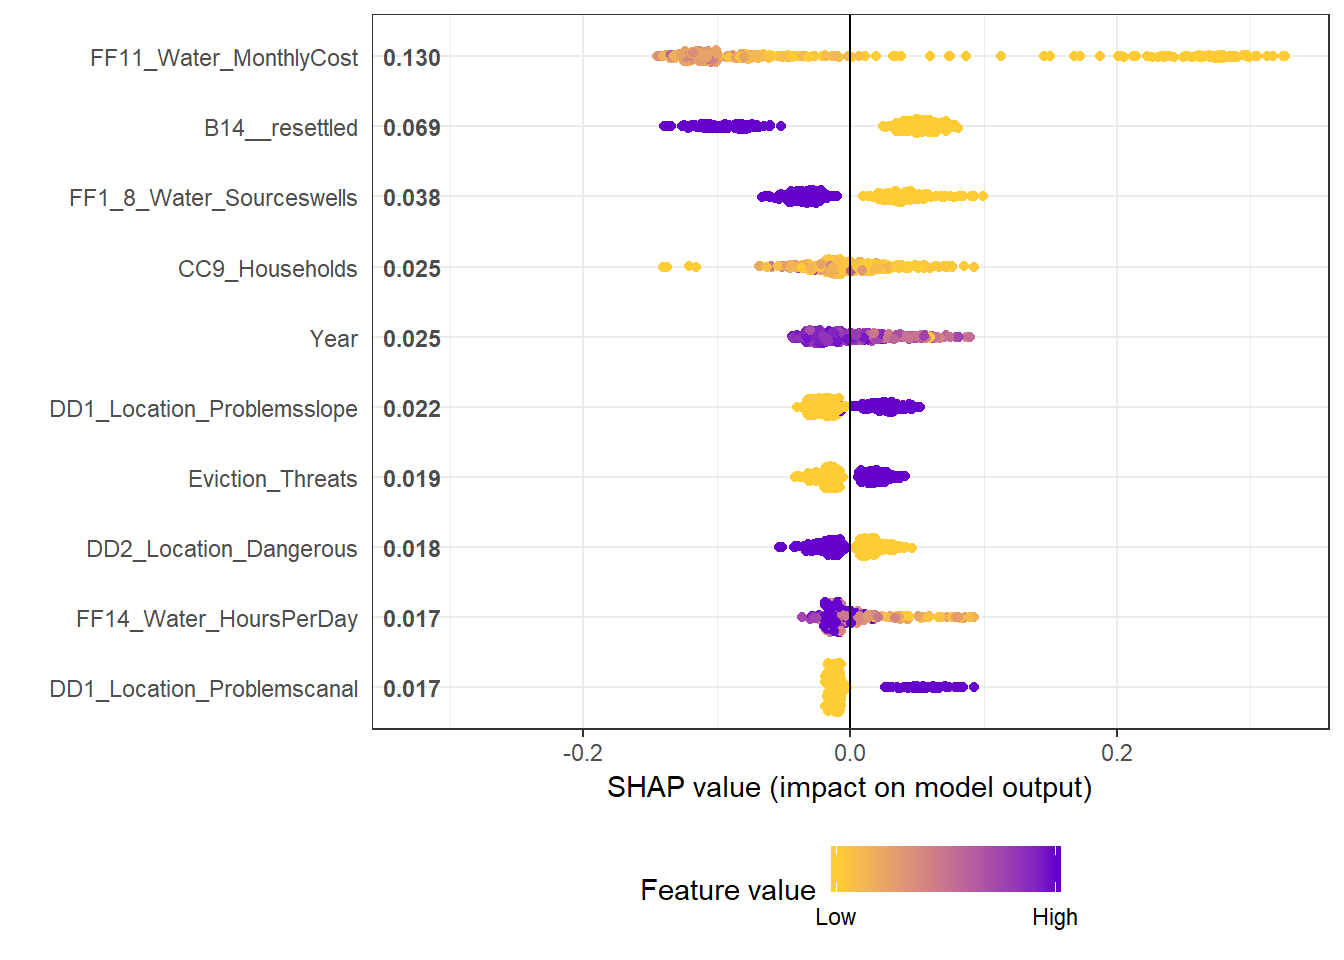 FF11_Water_MonthlyCost 0.130
B14__resettled 0.069
FF1_8_Water_Sourceswells 0.038
CC9_Households 0.025
Year 0.025
DD1_Location_Problemsslope 0.022
Eviction_Threats 0.019
DD2_Location_Dangerous 0.018
FF14_Water_HoursPerDay 0.017
DD1_Location_Problemscanal 0.017
-0.2 0.0 0.2
SHAP value (impact on model output)
Feature value
Low High